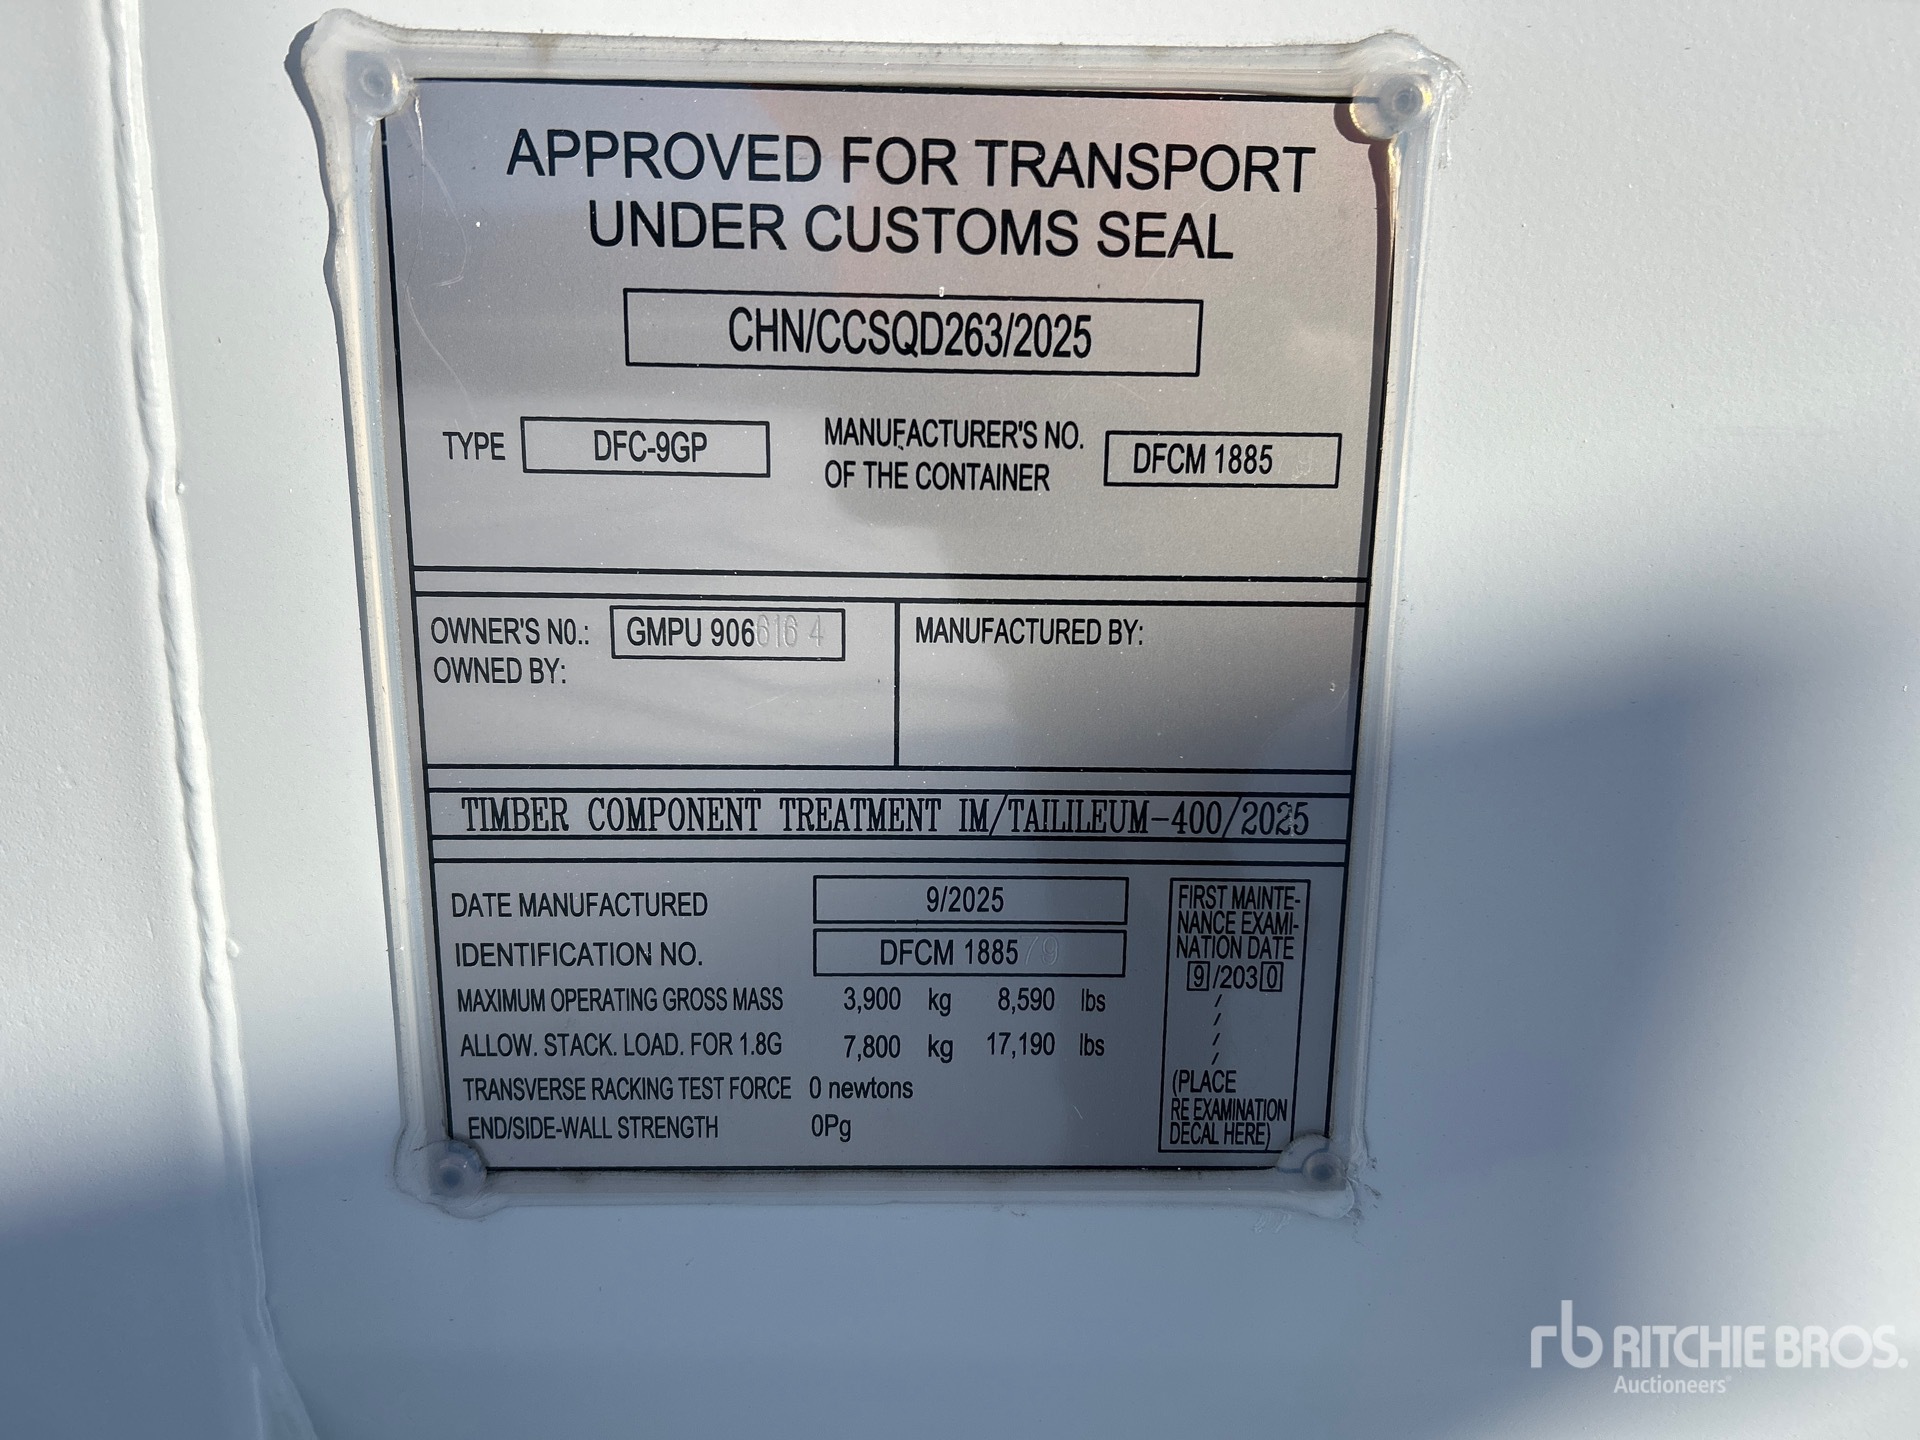 APPROVED FOR TRANSPORT
UNDER CUSTOMS SEAL
CHN/CCSQD263/2025
TYPE DFC-9GP
MANUFACTURER'S NO.
OF THE CONTAINER
DFCM 1885
OWNER'S NO.: GMPU 906616 4
OWNED BY:
MANUFACTURED BY:
TIMBER COMPONENT TREATMENT IM/TAILILEUM-400/2025
DATE MANUFACTURED 9/2025
IDENTIFICATION NO. DFCM 1885
MAXIMUM OPERATING GROSS MASS 3,900 kg 8,590 lbs
ALLOW. STACK. LOAD. FOR 1.8G 7,800 kg 17,190 lbs
TRANSVERSE RACKING TEST FORCE 0 newtons
END/SIDE-WALL STRENGTH 0Pg
FIRST MAINTE-
NANCE EXAMI-
NATION DATE
9/2030
/
/
/
/
(PLACE
RE EXAMINATION
DECAL HERE)
rb RITCHIE BROS.
Auctioneers